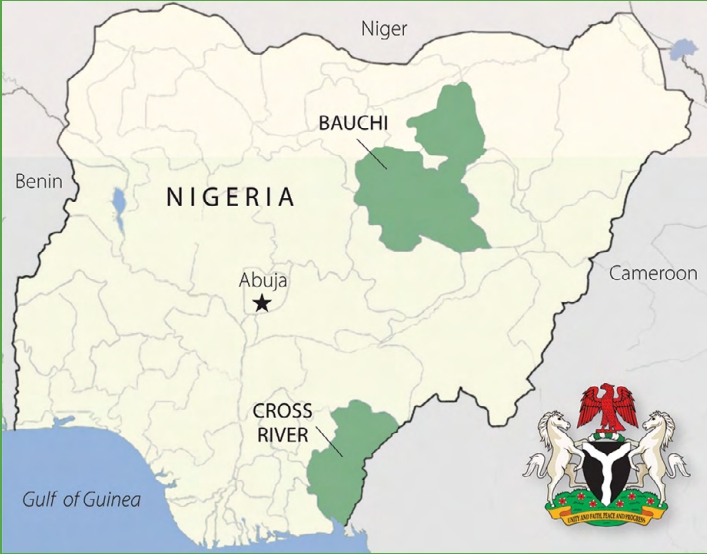 Niger
BAUCHI
Benin
NIGERIA
Cameroon
Abuja
CROSS
RIVER
Gulf of Guinea
UNITY AND FAITH, PEACE AND PROGRESS